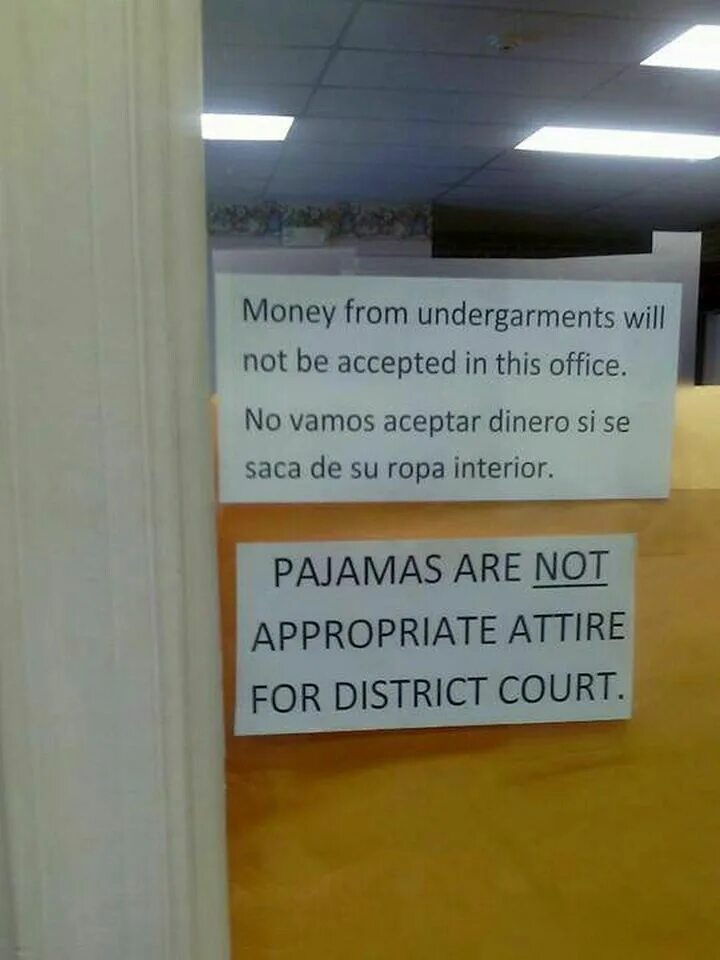 Money from undergarments will
not be accepted in this office.
No vamos aceptar dinero si se
saca de su ropa interior.
PAJAMAS ARE NOT
APPROPRIATE ATTIRE
FOR DISTRICT COURT.